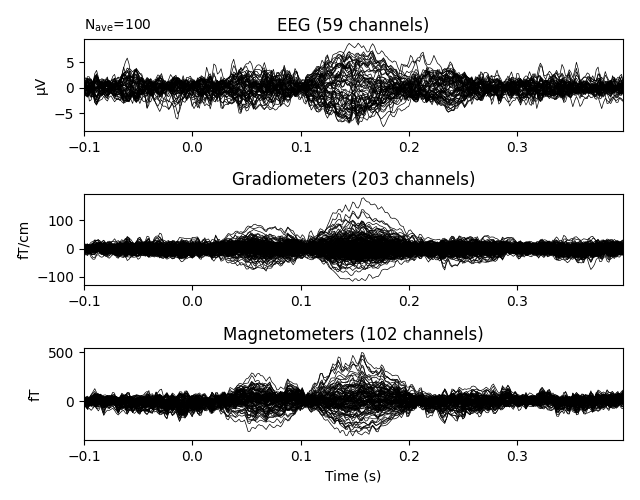 N_ave=100
EEG (59 channels)
5
0
−5
µV
−0.1 0.0 0.1 0.2 0.3
Gradiometers (203 channels)
100
0
−100
fT/cm
−0.1 0.0 0.1 0.2 0.3
Magnetometers (102 channels)
500
0
fT
−0.1 0.0 0.1 0.2 0.3
Time (s)